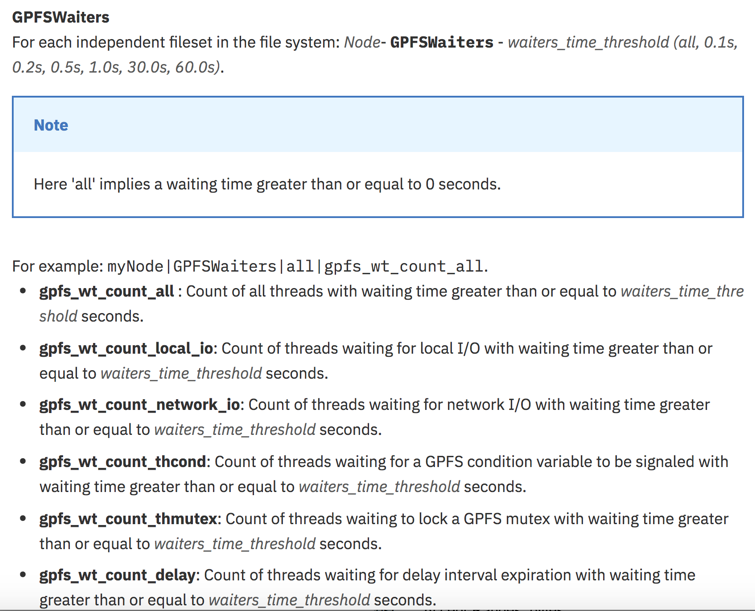 GPFSWaiters
For each independent fileset in the file system: Node- GPFSWaiters - waiters_time_threshold (all, 0.1s,
0.2s, 0.5s, 1.0s, 30.0s, 60.0s).
Note
Here 'all' implies a waiting time greater than or equal to 0 seconds.
For example: myNode|GPFSWaiters|all|gpfs_wt_count_all.
• gpfs_wt_count_all : Count of all threads with waiting time greater than or equal to waiters_time_thre
shold seconds.
• gpfs_wt_count_local_io: Count of threads waiting for local I/O with waiting time greater than or
equal to waiters_time_threshold seconds.
• gpfs_wt_count_network_io: Count of threads waiting for network I/O with waiting time greater
than or equal to waiters_time_threshold seconds.
• gpfs_wt_count_thcond: Count of threads waiting for a GPFS condition variable to be signaled with
waiting time greater than or equal to waiters_time_threshold seconds.
• gpfs_wt_count_thmutex: Count of threads waiting to lock a GPFS mutex with waiting time greater
than or equal to waiters_time_threshold seconds.
• gpfs_wt_count_delay: Count of threads waiting for delay interval expiration with waiting time
greater than or equal to waiters_time_threshold seconds.